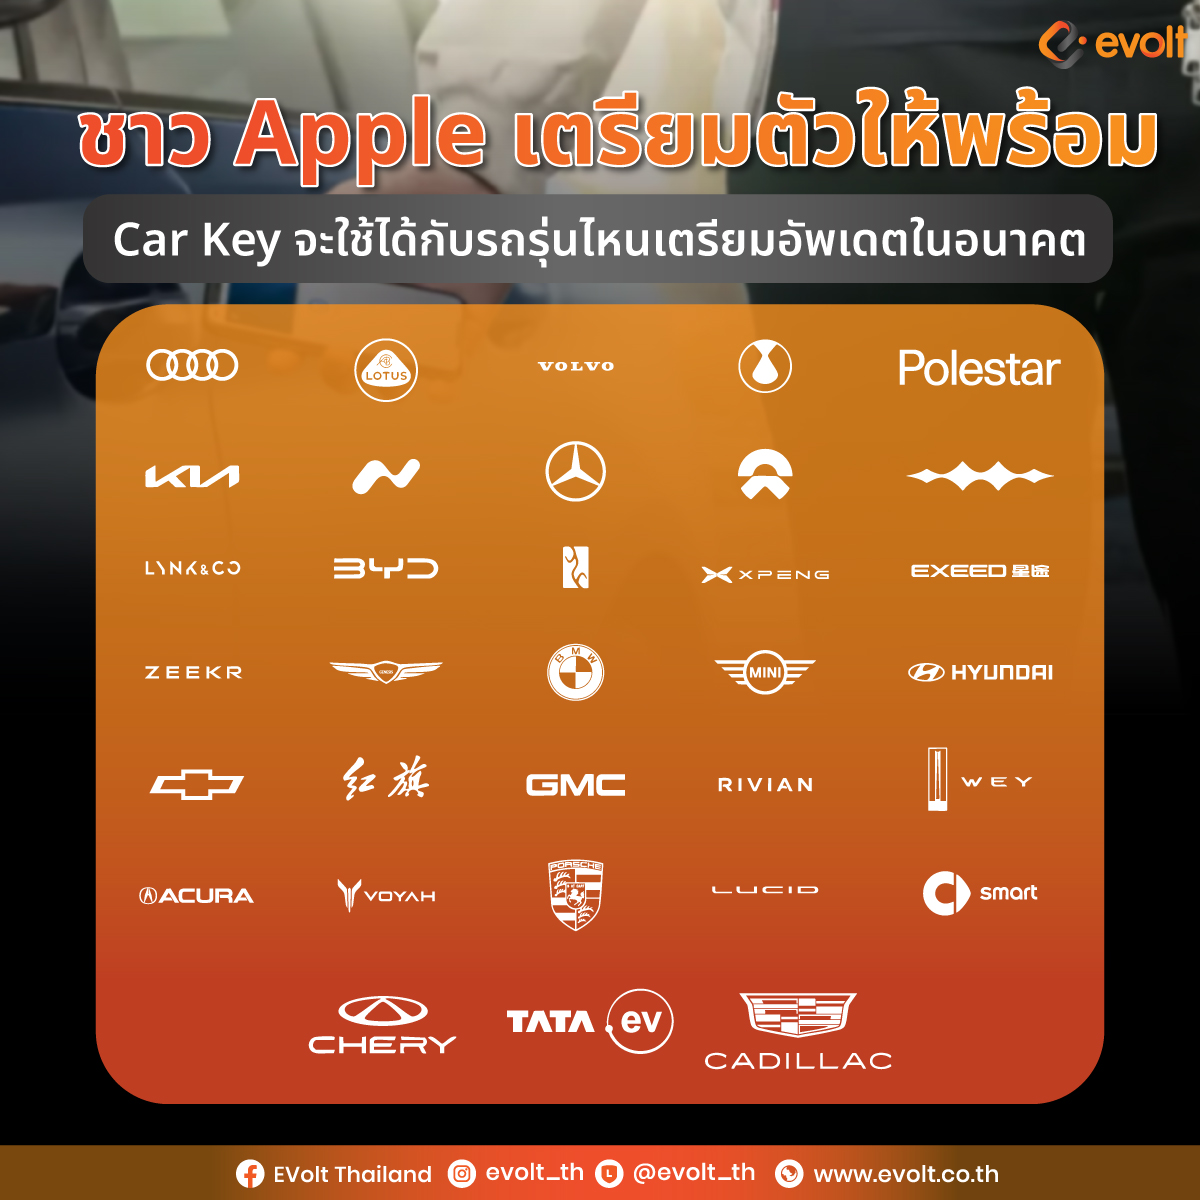 evolt
ชาว Apple เตรียมตัวให้พร้อม
Car Key จะใช้ได้กับรถรุ่นไหนเตรียมอัพเดตในอนาคต
LOTUS
VOLVO
Polestar
KIA
LYNK&CO
BYD
XPENG
EXEED 星途
ZEEKR
GENESIS
BMW
MINI
HYUNDAI
红旗
GMC
RIVIAN
WEY
ACURA
VOYAH
PORSCHE
LUCID
smart
CHERY
TATA.ev
CADILLAC
EVolt Thailand evolt_th @evolt_th www.evolt.co.th